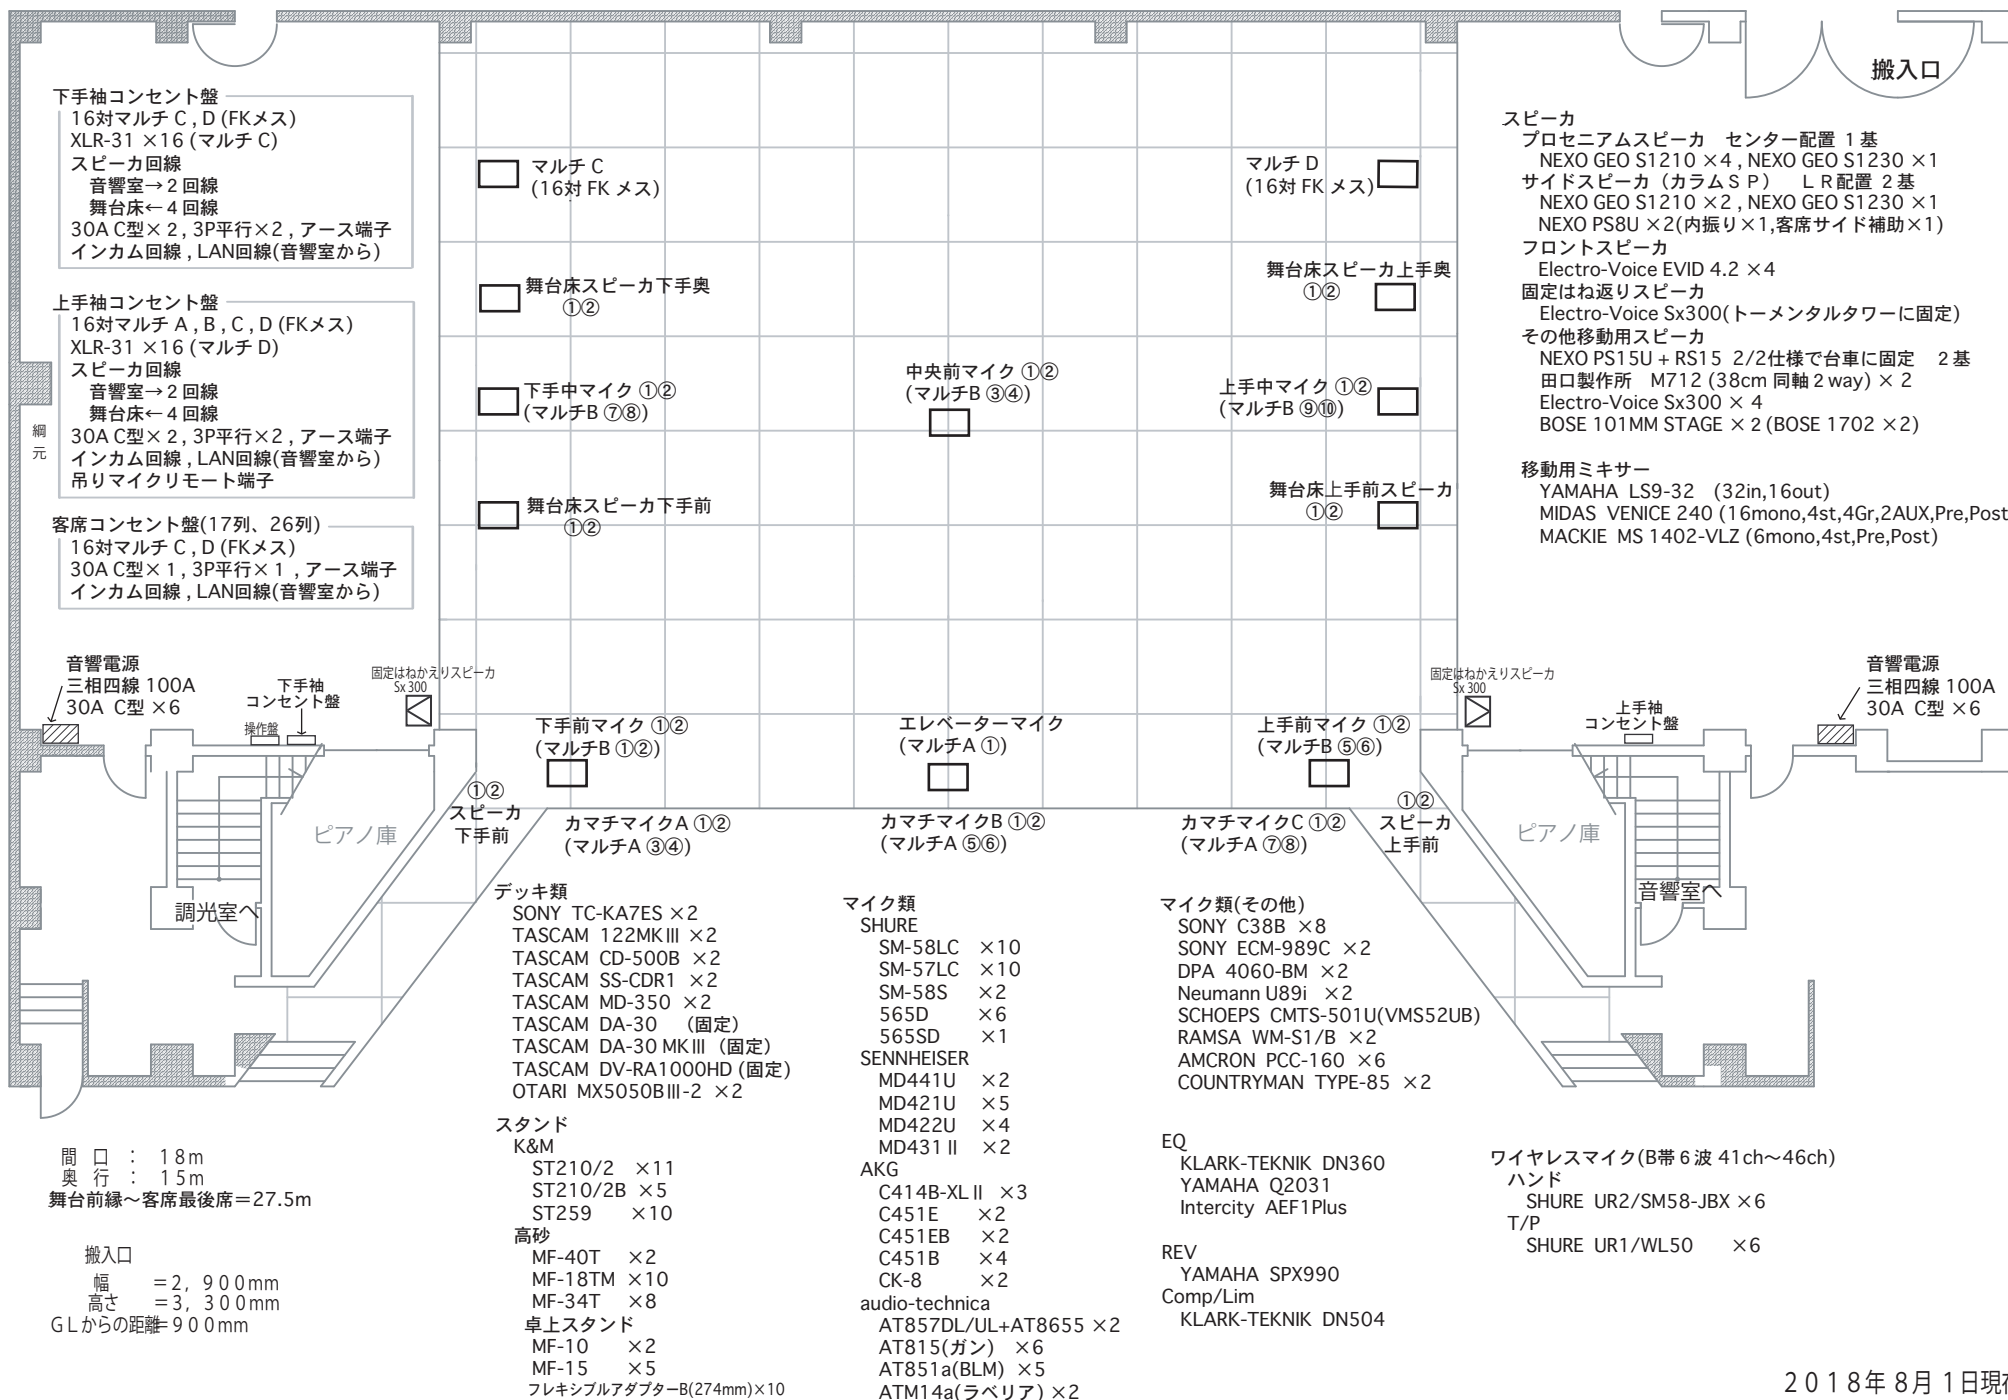 搬入口
下手袖コンセント盤
16対マルチ C , D (FKメス)
XLR-31 ×16 (マルチ C)
スピーカ回線
音響室→２回線
舞台床←４回線
30A C型×２, 3P平行×2 , アース端子
インカム回線 , LAN回線(音響室から)
上手袖コンセント盤
16対マルチ A , B , C , D (FKメス)
XLR-31 ×16 (マルチ D)
スピーカ回線
音響室→２回線
舞台床←４回線
30A C型×２, 3P平行×2 , アース端子
インカム回線 , LAN回線(音響室から)
吊りマイクリモート端子
客席コンセント盤(17列、26列)
16対マルチ C , D (FKメス)
30A C型×１, 3P平行×１ , アース端子
インカム回線 , LAN回線(音響室から)
綱元
マルチ C
(16対 FK メス)
マルチ D
(16対 FK メス)
舞台床スピーカ下手奥
①②
舞台床スピーカ上手奥
①②
下手中マイク ①②
(マルチB ⑦⑧)
中央前マイク ①②
(マルチB ③④)
上手中マイク ①②
(マルチB ⑨⑩)
舞台床スピーカ下手前
①②
舞台床上手前スピーカ
①②
スピーカ
プロセニアムスピーカ　センター配置 １基
NEXO GEO S1210 ×4 , NEXO GEO S1230 ×1
サイドスピーカ（カラムＳＰ）　ＬＲ配置 ２基
NEXO GEO S1210 ×2 , NEXO GEO S1230 ×1
NEXO PS8U ×2(内振り×1,客席サイド補助×1)
フロントスピーカ
Electro-Voice EVID 4.2 ×4
固定はね返りスピーカ
Electro-Voice Sx300(トーメンタルタワーに固定)
その他移動用スピーカ
NEXO PS15U + RS15 2/2仕様で台車に固定　２基
田口製作所　M712 (38cm 同軸２way) × 2
Electro-Voice Sx300 × 4
BOSE 101MM STAGE × 2 (BOSE 1702 ×2)
移動用ミキサー
YAMAHA LS9-32 (32in,16out)
MIDAS VENICE 240 (16mono,4st,4Gr,2AUX,Pre,Post
MACKIE MS 1402-VLZ (6mono,4st,Pre,Post)
音響電源
三相四線 100A
30A C型 ×6
下手袖
コンセント盤
操作盤
固定はねかえりスピーカ
Sx 300
固定はねかえりスピーカ
Sx 300
上手袖
コンセント盤
音響電源
三相四線 100A
30A C型 ×6
下手前マイク ①②
(マルチB ①②)
エレベーターマイク
(マルチA ①)
上手前マイク ①②
(マルチB ⑤⑥)
①②
スピーカ
下手前
①②
スピーカ
上手前
カマチマイクA ①②
(マルチA ③④)
カマチマイクB ①②
(マルチA ⑤⑥)
カマチマイクC ①②
(マルチA ⑦⑧)
ピアノ庫
ピアノ庫
調光室へ
音響室へ
デッキ類
SONY TC-KA7ES ×2
TASCAM 122MKⅢ ×2
TASCAM CD-500B ×2
TASCAM SS-CDR1 ×2
TASCAM MD-350 ×2
TASCAM DA-30 （固定）
TASCAM DA-30 MKⅢ（固定）
TASCAM DV-RA1000HD (固定)
OTARI MX5050BⅢ-2 ×2
スタンド
K&M
ST210/2 ×11
ST210/2B ×5
ST259 ×10
高砂
MF-40T ×2
MF-18TM ×10
MF-34T ×8
卓上スタンド
MF-10 ×2
MF-15 ×5
フレキシブルアダプターB(274mm)×10
マイク類
SHURE
SM-58LC ×10
SM-57LC ×10
SM-58S ×2
565D ×6
565SD ×1
SENNHEISER
MD441U ×2
MD421U ×5
MD422U ×4
MD431Ⅱ ×2
AKG
C414B-XLⅡ ×3
C451E ×2
C451EB ×2
C451B ×4
CK-8 ×2
audio-technica
AT857DL/UL+AT8655 ×2
AT815(ガン) ×6
AT851a(BLM) ×5
ATM14a(ラベリア) ×2
マイク類(その他)
SONY C38B ×8
SONY ECM-989C ×2
DPA 4060-BM ×2
Neumann U89i ×2
SCHOEPS CMTS-501U(VMS52UB)
RAMSA WM-S1/B ×2
AMCRON PCC-160 ×6
COUNTRYMAN TYPE-85 ×2
EQ
KLARK-TEKNIK DN360
YAMAHA Q2031
Intercity AEF1Plus
REV
YAMAHA SPX990
Comp/Lim
KLARK-TEKNIK DN504
ワイヤレスマイク(B帯６波 41ch～46ch)
ハンド
SHURE UR2/SM58-JBX ×6
T/P
SHURE UR1/WL50 ×6
間口：18m
奥行：15m
舞台前縁～客席最後席＝27.5m
搬入口
幅 ＝2，900mm
高さ ＝3，300mm
ＧＬからの距離＝900mm
２０１８年８月１日現在